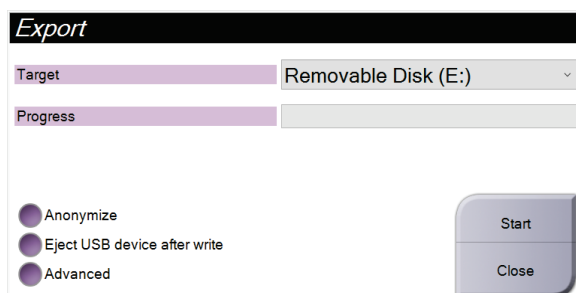 Export
Target
Removable Disk (E:)
Progress
Anonymize
Eject USB device after write
Advanced
Start
Close